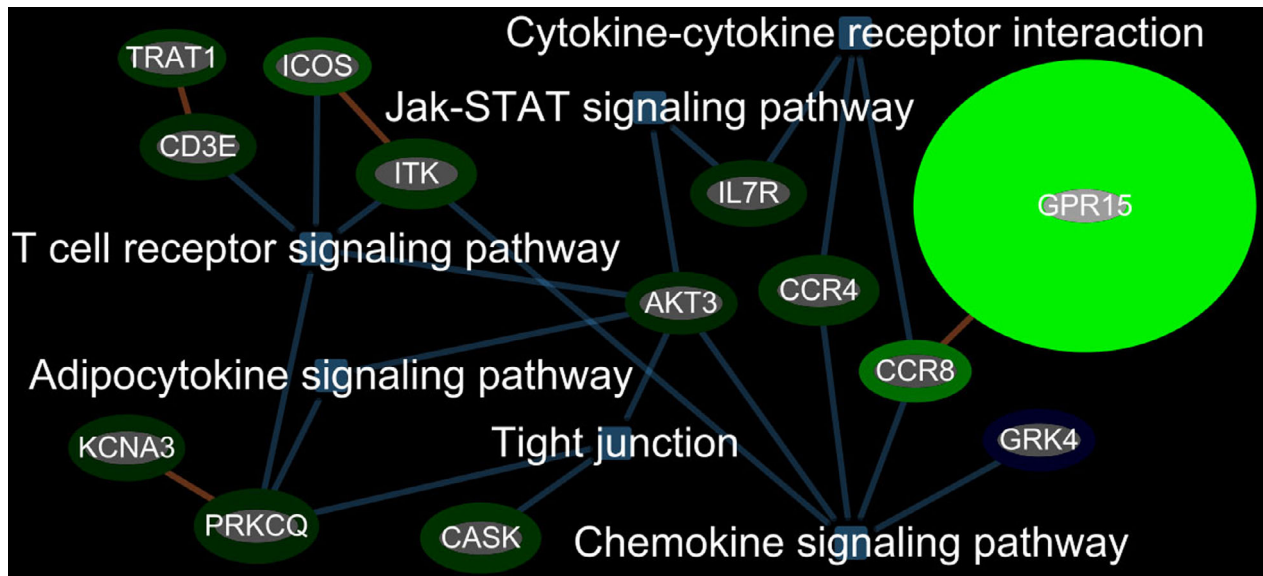 Cytokine-cytokine receptor interaction
TRAT1
ICOS
Jak-STAT signaling pathway
CD3E
ITK
IL7R
GPR15
T cell receptor signaling pathway
CCR4
AKT3
Adipocytokine signaling pathway
CCR8
KCNA3
Tight junction
GRK4
PRKCQ
CASK
Chemokine signaling pathway